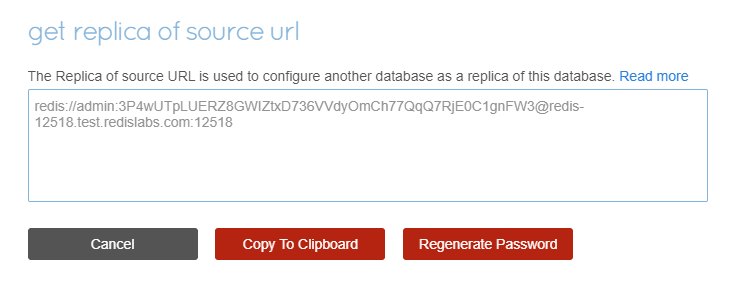 get replica of source url
The Replica of source URL is used to configure another database as a replica of this database. Read more
redis://admin:3P4wUTpLUERZ8GWIZtxD736VVdyOmCh77QqQ7RjE0C1gnFW3@redis-
12518.test.redislabs.com:12518
Cancel Copy To Clipboard Regenerate Password